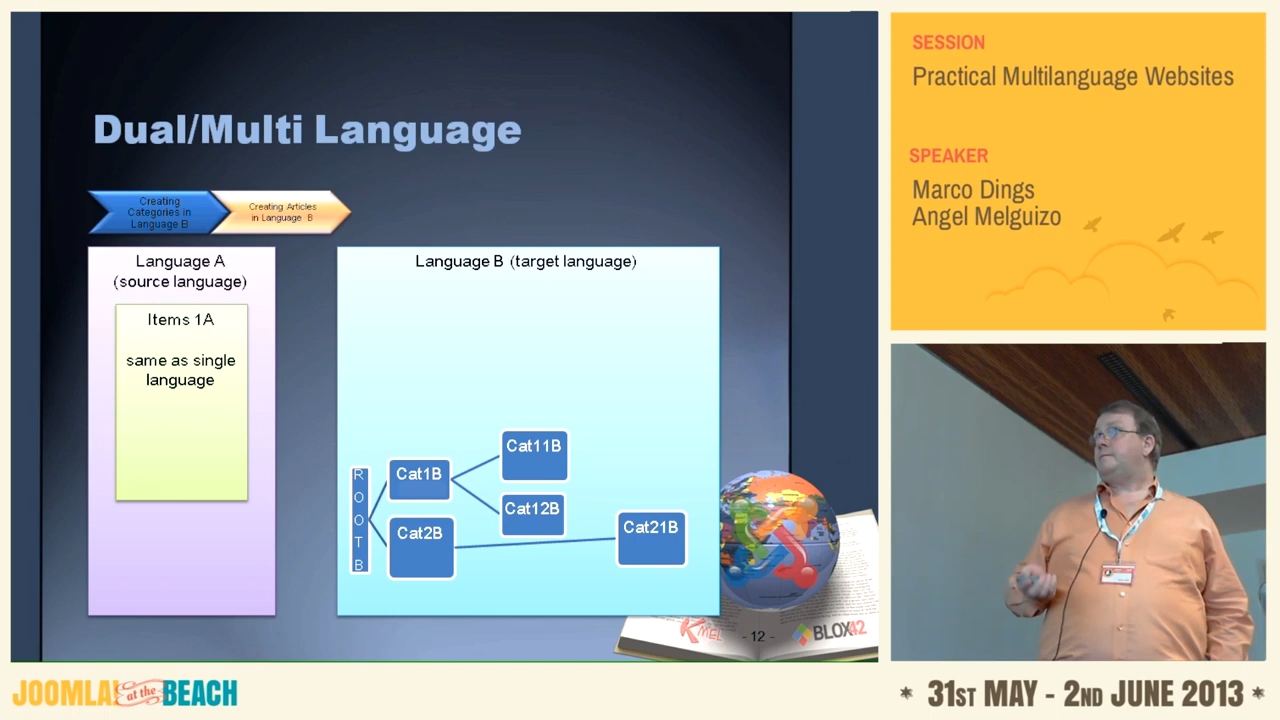 Dual/Multi Language
Creating
Categories in
Language B
Creating Articles
in Language B
Language A
(source language)
Items 1A
same as single
language
Language B (target language)
ROOT B
Cat1B
Cat2B
Cat11B
Cat12B
Cat21B
KMEL
- 12 -
BLOX42
SESSION
Practical Multilanguage Websites
SPEAKER
Marco Dings
Angel Melguizo
JOOMLA! at the BEACH
* 31ST MAY - 2ND JUNE 2013 *